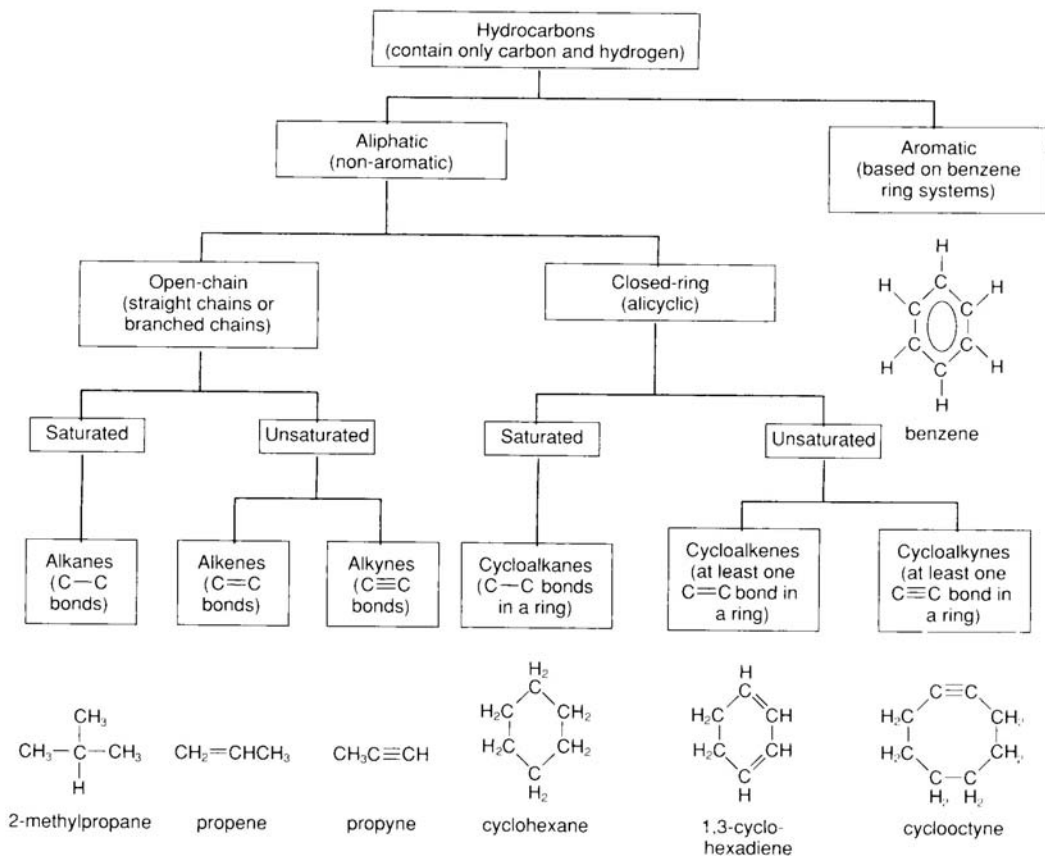 Hydrocarbons
(contain only carbon and hydrogen)
Aliphatic
(non-aromatic)
Aromatic
(based on benzene
ring systems)
Open-chain
(straight chains or
branched chains)
Closed-ring
(alicyclic)
H
H C H
C C
C C
H C H
H
benzene
Saturated
Unsaturated
Saturated
Unsaturated
Alkanes
(C—C
bonds)
Alkenes
(C=C
bonds)
Alkynes
(C≡C
bonds)
Cycloalkanes
(C—C bonds
in a ring)
Cycloalkenes
(at least one
C=C bond in
a ring)
Cycloalkynes
(at least one
C≡C bond in
a ring)
CH₃
CH₃—C—CH₃
H
2-methylpropane
CH₂=CHCH₃
propene
CH₃C≡CH
propyne
H₂
C
H₂C CH₂
H₂C CH₂
C
H₂
cyclohexane
H
C
H₂C CH
H₂C CH
C
H
1,3-cyclo-
hexadiene
C≡C
H₂C CH₂
H₂C CH₂
C—C
H₂ H₂
cyclooctyne